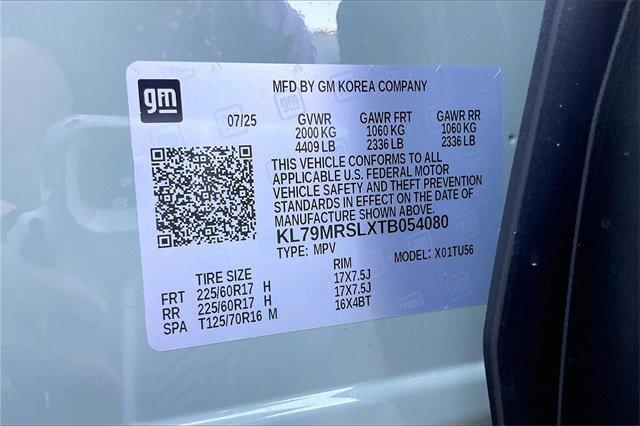 gm
MFD BY GM KOREA COMPANY
07/25 GVWR GAWR FRT GAWR RR
2000 KG 1060 KG 1060 KG
4409 LB 2336 LB 2336 LB
THIS VEHICLE CONFORMS TO ALL
APPLICABLE U.S. FEDERAL MOTOR
VEHICLE SAFETY AND THEFT PREVENTION
STANDARDS IN EFFECT ON THE DATE OF
MANUFACTURE SHOWN ABOVE.
KL79MRSLXTB054080
TYPE: MPV MODEL: X01TU56
TIRE SIZE RIM
FRT 225/60R17 H 17X7.5J
RR 225/60R17 H 17X7.5J
SPA T125/70R16 M 16X4BT